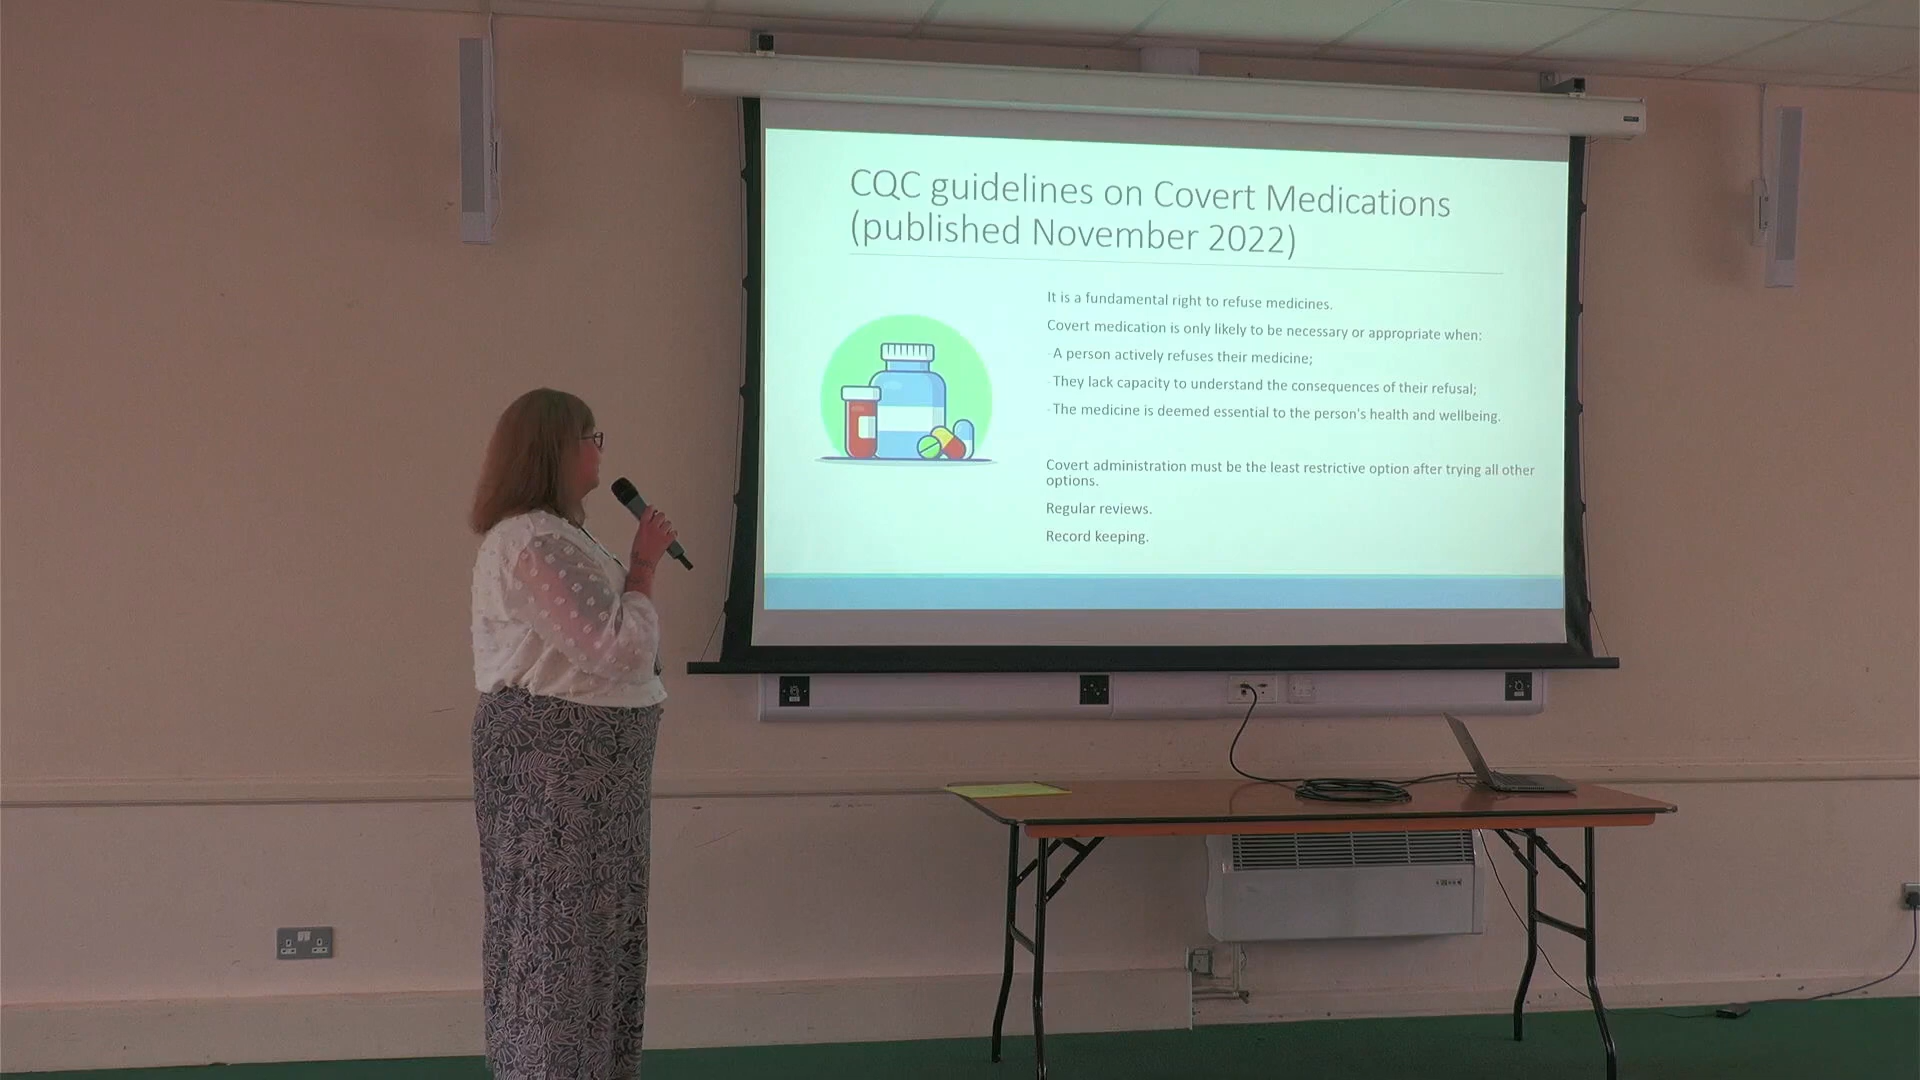 CQC guidelines on Covert Medications
(published November 2022)
It is a fundamental right to refuse medicines.
Covert medication is only likely to be necessary or appropriate when:
- A person actively refuses their medicine;
- They lack capacity to understand the consequences of their refusal;
- The medicine is deemed essential to the person's health and wellbeing.
Covert administration must be the least restrictive option after trying all other
options.
Regular reviews.
Record keeping.